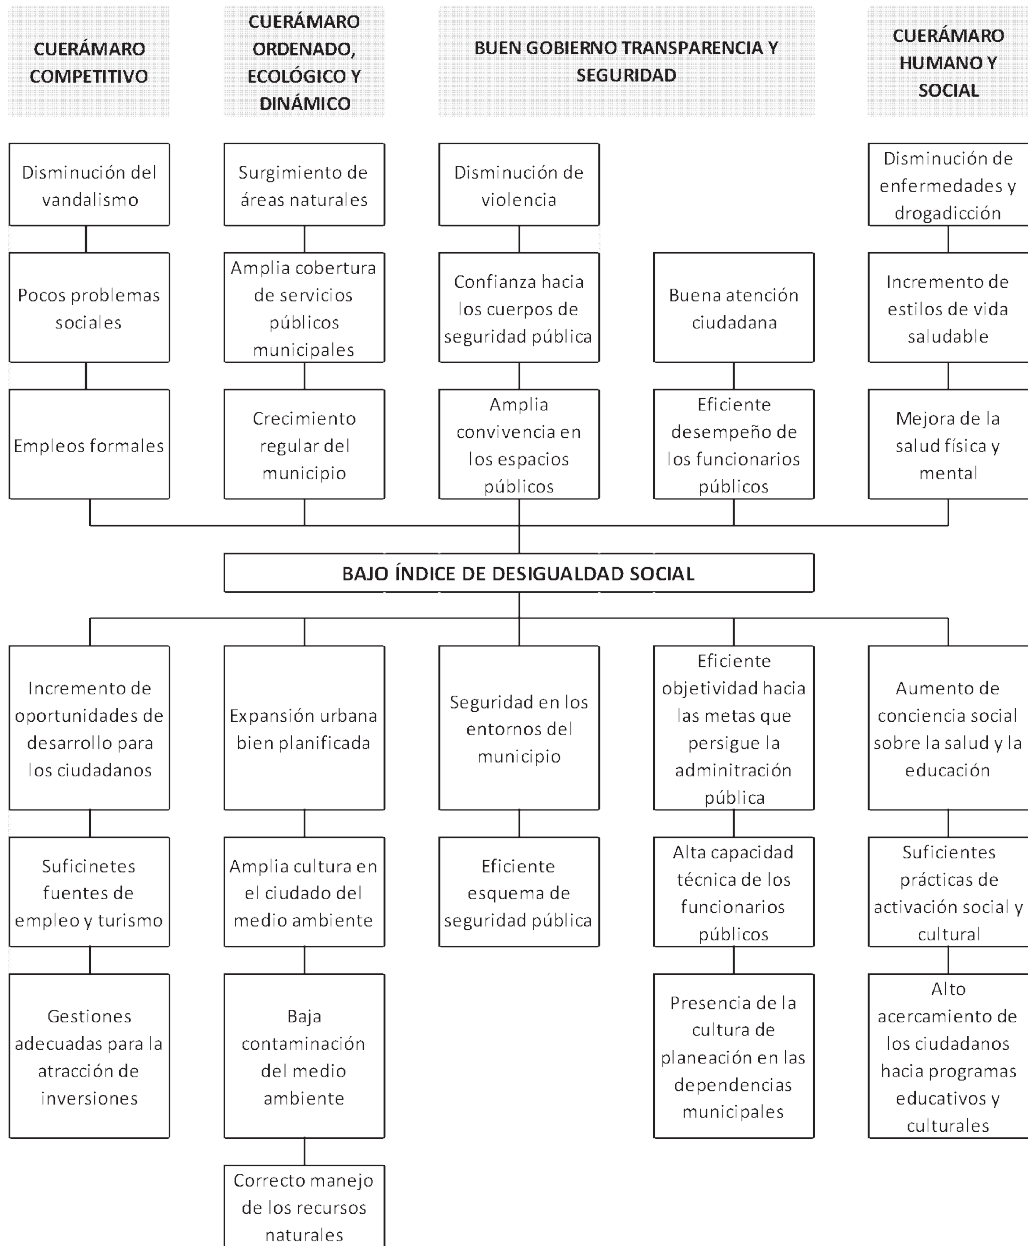 CUERÁMARO
COMPETITIVO
CUERÁMARO
ORDENADO,
ECOLÓGICO Y
DINÁMICO
BUEN GOBIERNO TRANSPARENCIA Y
SEGURIDAD
CUERÁMARO
HUMANO Y
SOCIAL
Disminución del
vandalismo
Surgimiento de
áreas naturales
Disminución de
violencia
Disminución de
enfermedades y
drogadicción
Pocos problemas
sociales
Amplia cobertura
de servicios
públicos
municipales
Confianza hacia
los cuerpos de
seguridad pública
Buena atención
ciudadana
Incremento de
estilos de vida
saludable
Empleos formales
Crecimiento
regular del
municipio
Amplia
convivencia en
los espacios
públicos
Eficiente
desempeño de
los funcionarios
públicos
Mejora de la
salud física y
mental
BAJO ÍNDICE DE DESIGUALDAD SOCIAL
Incremento de
oportunidades de
desarrollo para
los ciudadanos
Expansión urbana
bien planificada
Seguridad en los
entornos del
municipio
Eficiente
objetividad hacia
las metas que
persigue la
adminitración
pública
Aumento de
conciencia social
sobre la salud y la
educación
Suficinetes
fuentes de
empleo y turismo
Amplia cultura en
el ciudado del
medio ambiente
Eficiente
esquema de
seguridad pública
Alta capacidad
técnica de los
funcionarios
públicos
Suficientes
prácticas de
activación social y
cultural
Gestiones
adecuadas para la
atracción de
inversiones
Baja
contaminación
del medio
ambiente
Presencia de la
cultura de
planeación en las
dependencias
municipales
Alto
acercamiento de
los ciudadanos
hacia programas
educativos y
culturales
Correcto manejo
de los recursos
naturales